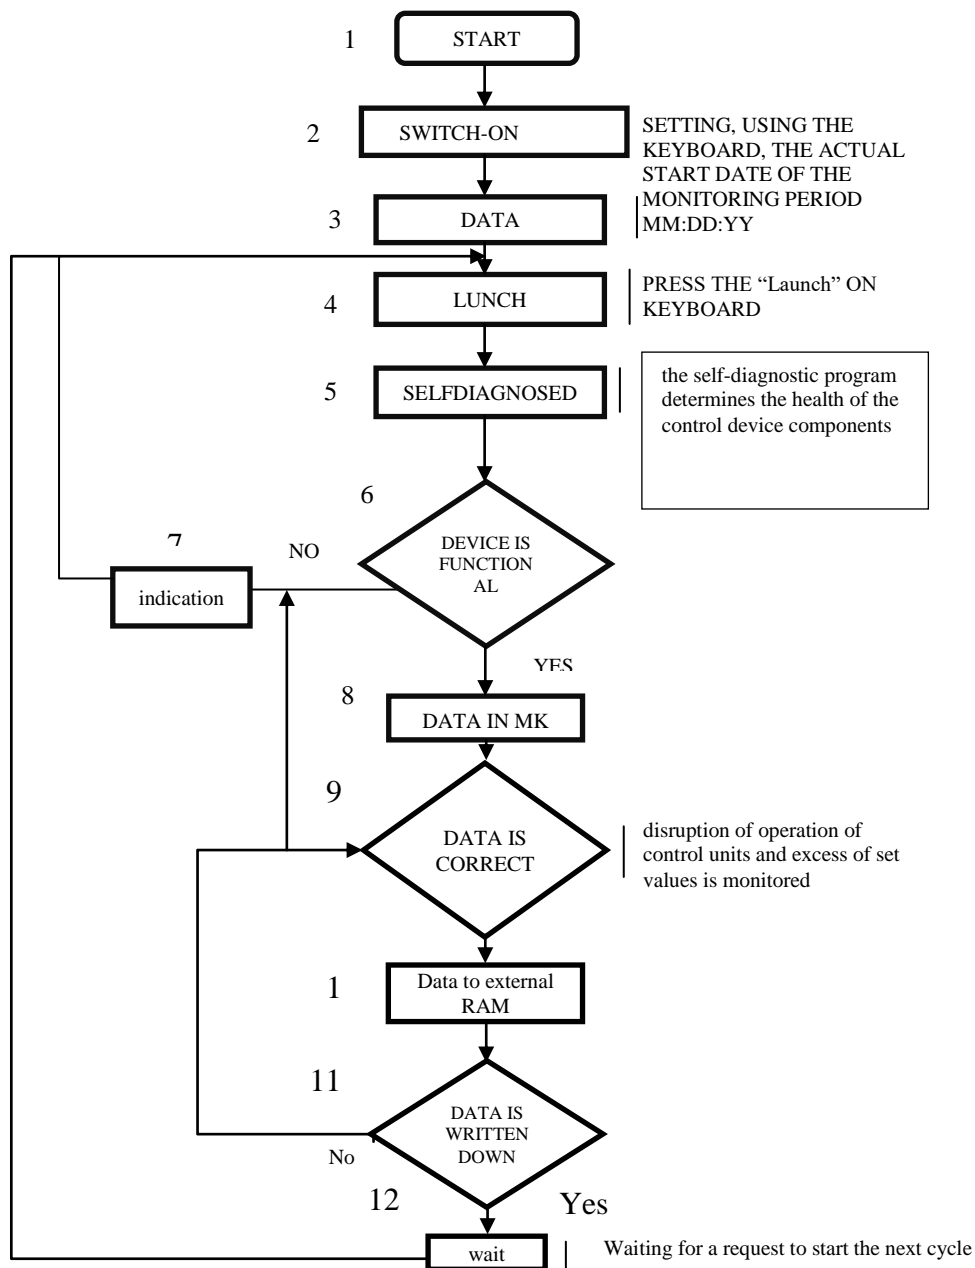 1
START
2
SWITCH-ON
SETTING, USING THE
KEYBOARD, THE ACTUAL
START DATE OF THE
MONITORING PERIOD
MM:DD:YY
3
DATA
4
LUNCH
PRESS THE “Launch” ON
KEYBOARD
5
SELFDIAGNOSED
the self-diagnostic program
determines the health of the
control device components
6
DEVICE IS
FUNCTION
AL
7
NO
indication
YES
8
DATA IN MK
9
DATA IS
CORRECT
disruption of operation of
control units and excess of set
values is monitored
1
Data to external
RAM
11
DATA IS
WRITTEN
DOWN
No
12
Yes
wait
Waiting for a request to start the next cycle